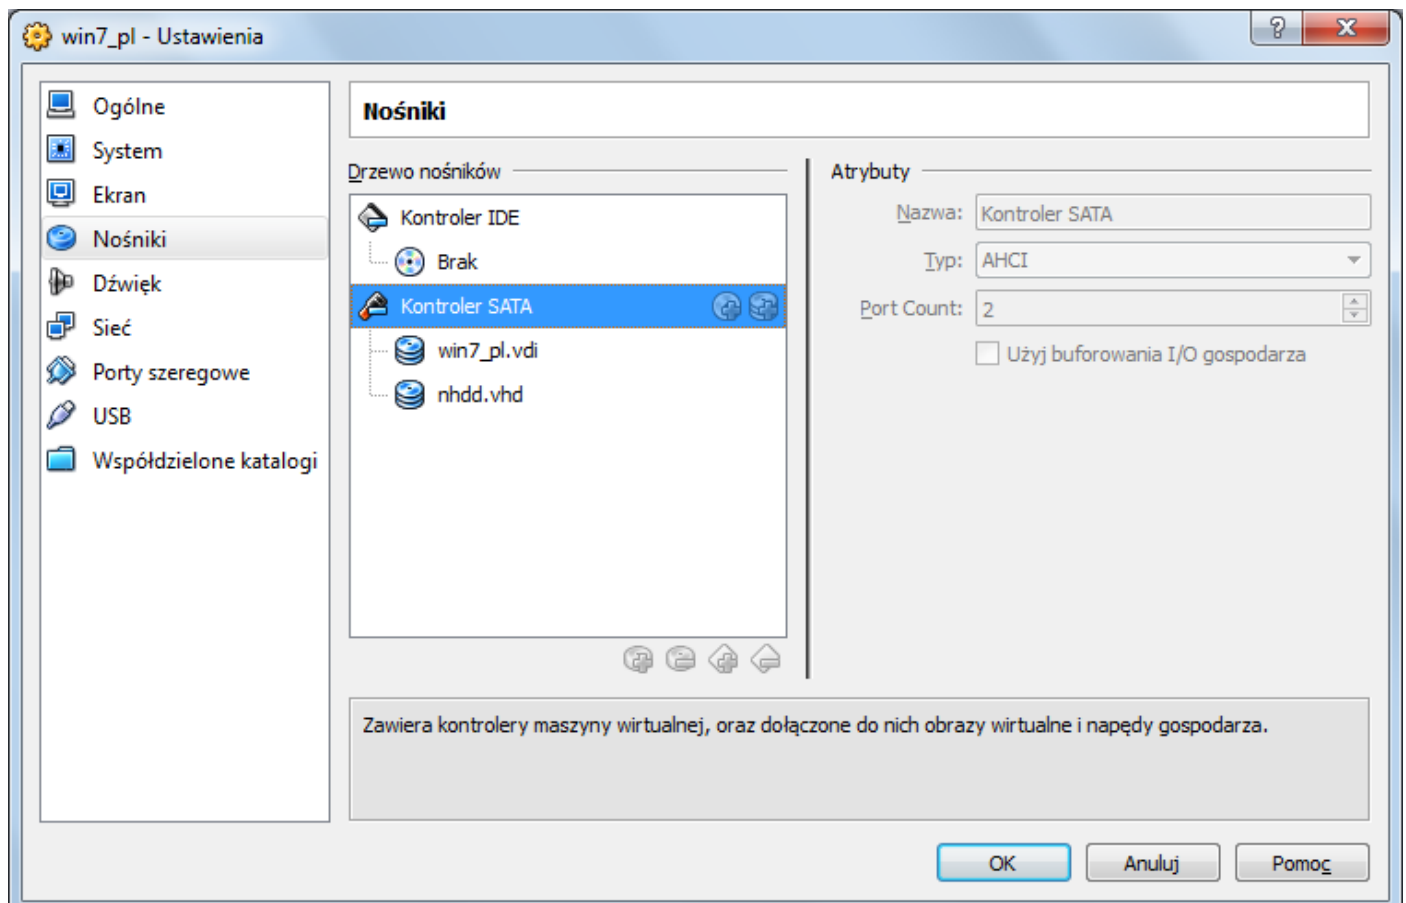 win7_pl - Ustawienia
Ogólne
System
Ekran
Nośniki
Dźwięk
Sieć
Porty szeregowe
USB
Współdzielone katalogi
Nośniki
Drzewo nośników
Kontroler IDE
Brak
Kontroler SATA
win7_pl.vdi
nhdd.vhd
Atrybuty
Nazwa: Kontroler SATA
Typ: AHCI
Port Count: 2
Użyj buforowania I/O gospodarza
Zawiera kontrolery maszyny wirtualnej, oraz dołączone do nich obrazy wirtualne i napędy gospodarza.
OK Anuluj Pomoc